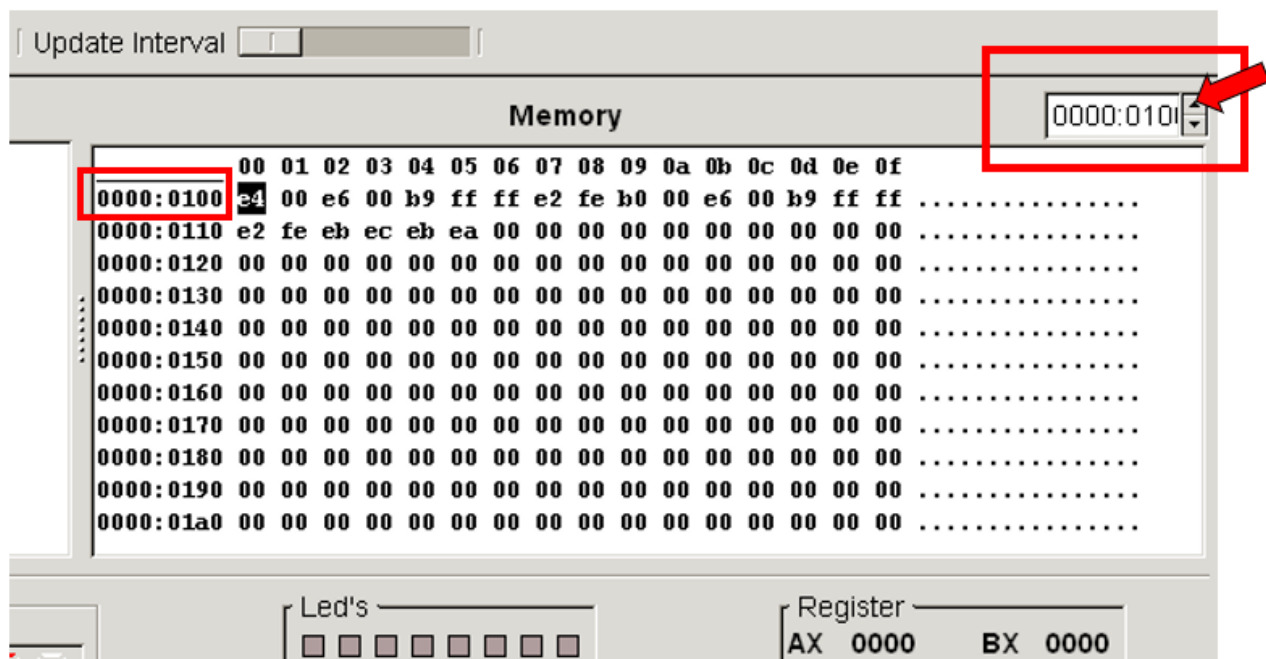 Update Interval
Memory
0000:010
00 01 02 03 04 05 06 07 08 09 0a 0b 0c 0d 0e 0f
0000:0100 e4 00 e6 00 b9 ff ff e2 fe b0 00 e6 00 b9 ff ff ................
0000:0110 e2 fe eb ec eb ea 00 00 00 00 00 00 00 00 00 00 ................
0000:0120 00 00 00 00 00 00 00 00 00 00 00 00 00 00 00 00 ................
0000:0130 00 00 00 00 00 00 00 00 00 00 00 00 00 00 00 00 ................
0000:0140 00 00 00 00 00 00 00 00 00 00 00 00 00 00 00 00 ................
0000:0150 00 00 00 00 00 00 00 00 00 00 00 00 00 00 00 00 ................
0000:0160 00 00 00 00 00 00 00 00 00 00 00 00 00 00 00 00 ................
0000:0170 00 00 00 00 00 00 00 00 00 00 00 00 00 00 00 00 ................
0000:0180 00 00 00 00 00 00 00 00 00 00 00 00 00 00 00 00 ................
0000:0190 00 00 00 00 00 00 00 00 00 00 00 00 00 00 00 00 ................
0000:01a0 00 00 00 00 00 00 00 00 00 00 00 00 00 00 00 00 ................
Led's
Register
AX 0000 BX 0000